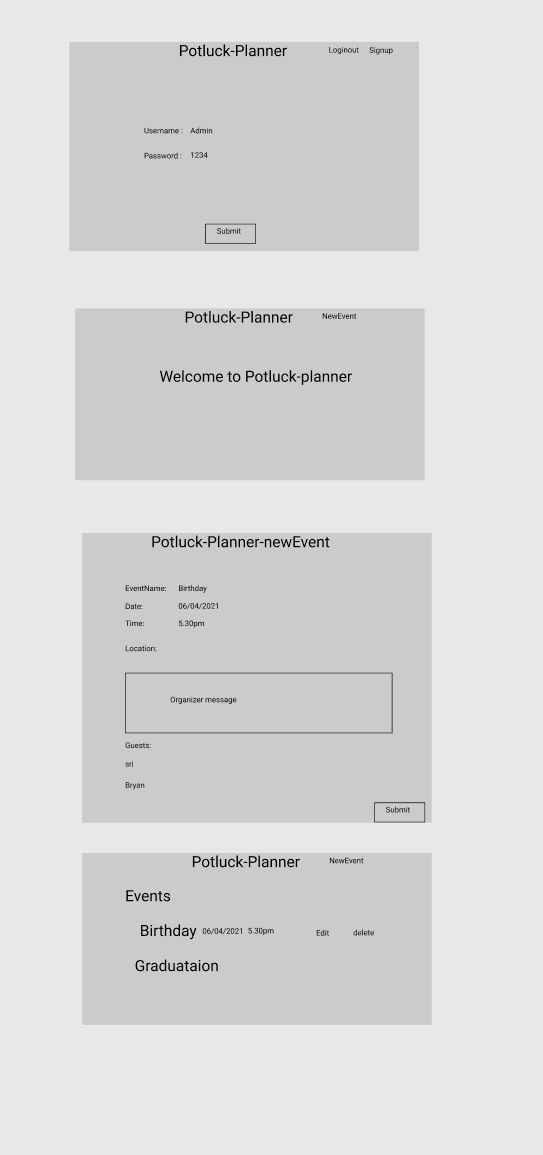 Potluck-Planner Loginout Signup
Username : Admin
Password : 1234
Submit
Potluck-Planner NewEvent
Welcome to Potluck-planner
Potluck-Planner-newEvent
EventName: Birthday
Date: 06/04/2021
Time: 5.30pm
Location:
Organizer message
Guests:
sri
Bryan
Submit
Potluck-Planner NewEvent
Events
Birthday 06/04/2021 5.30pm Edit delete
Graduataion